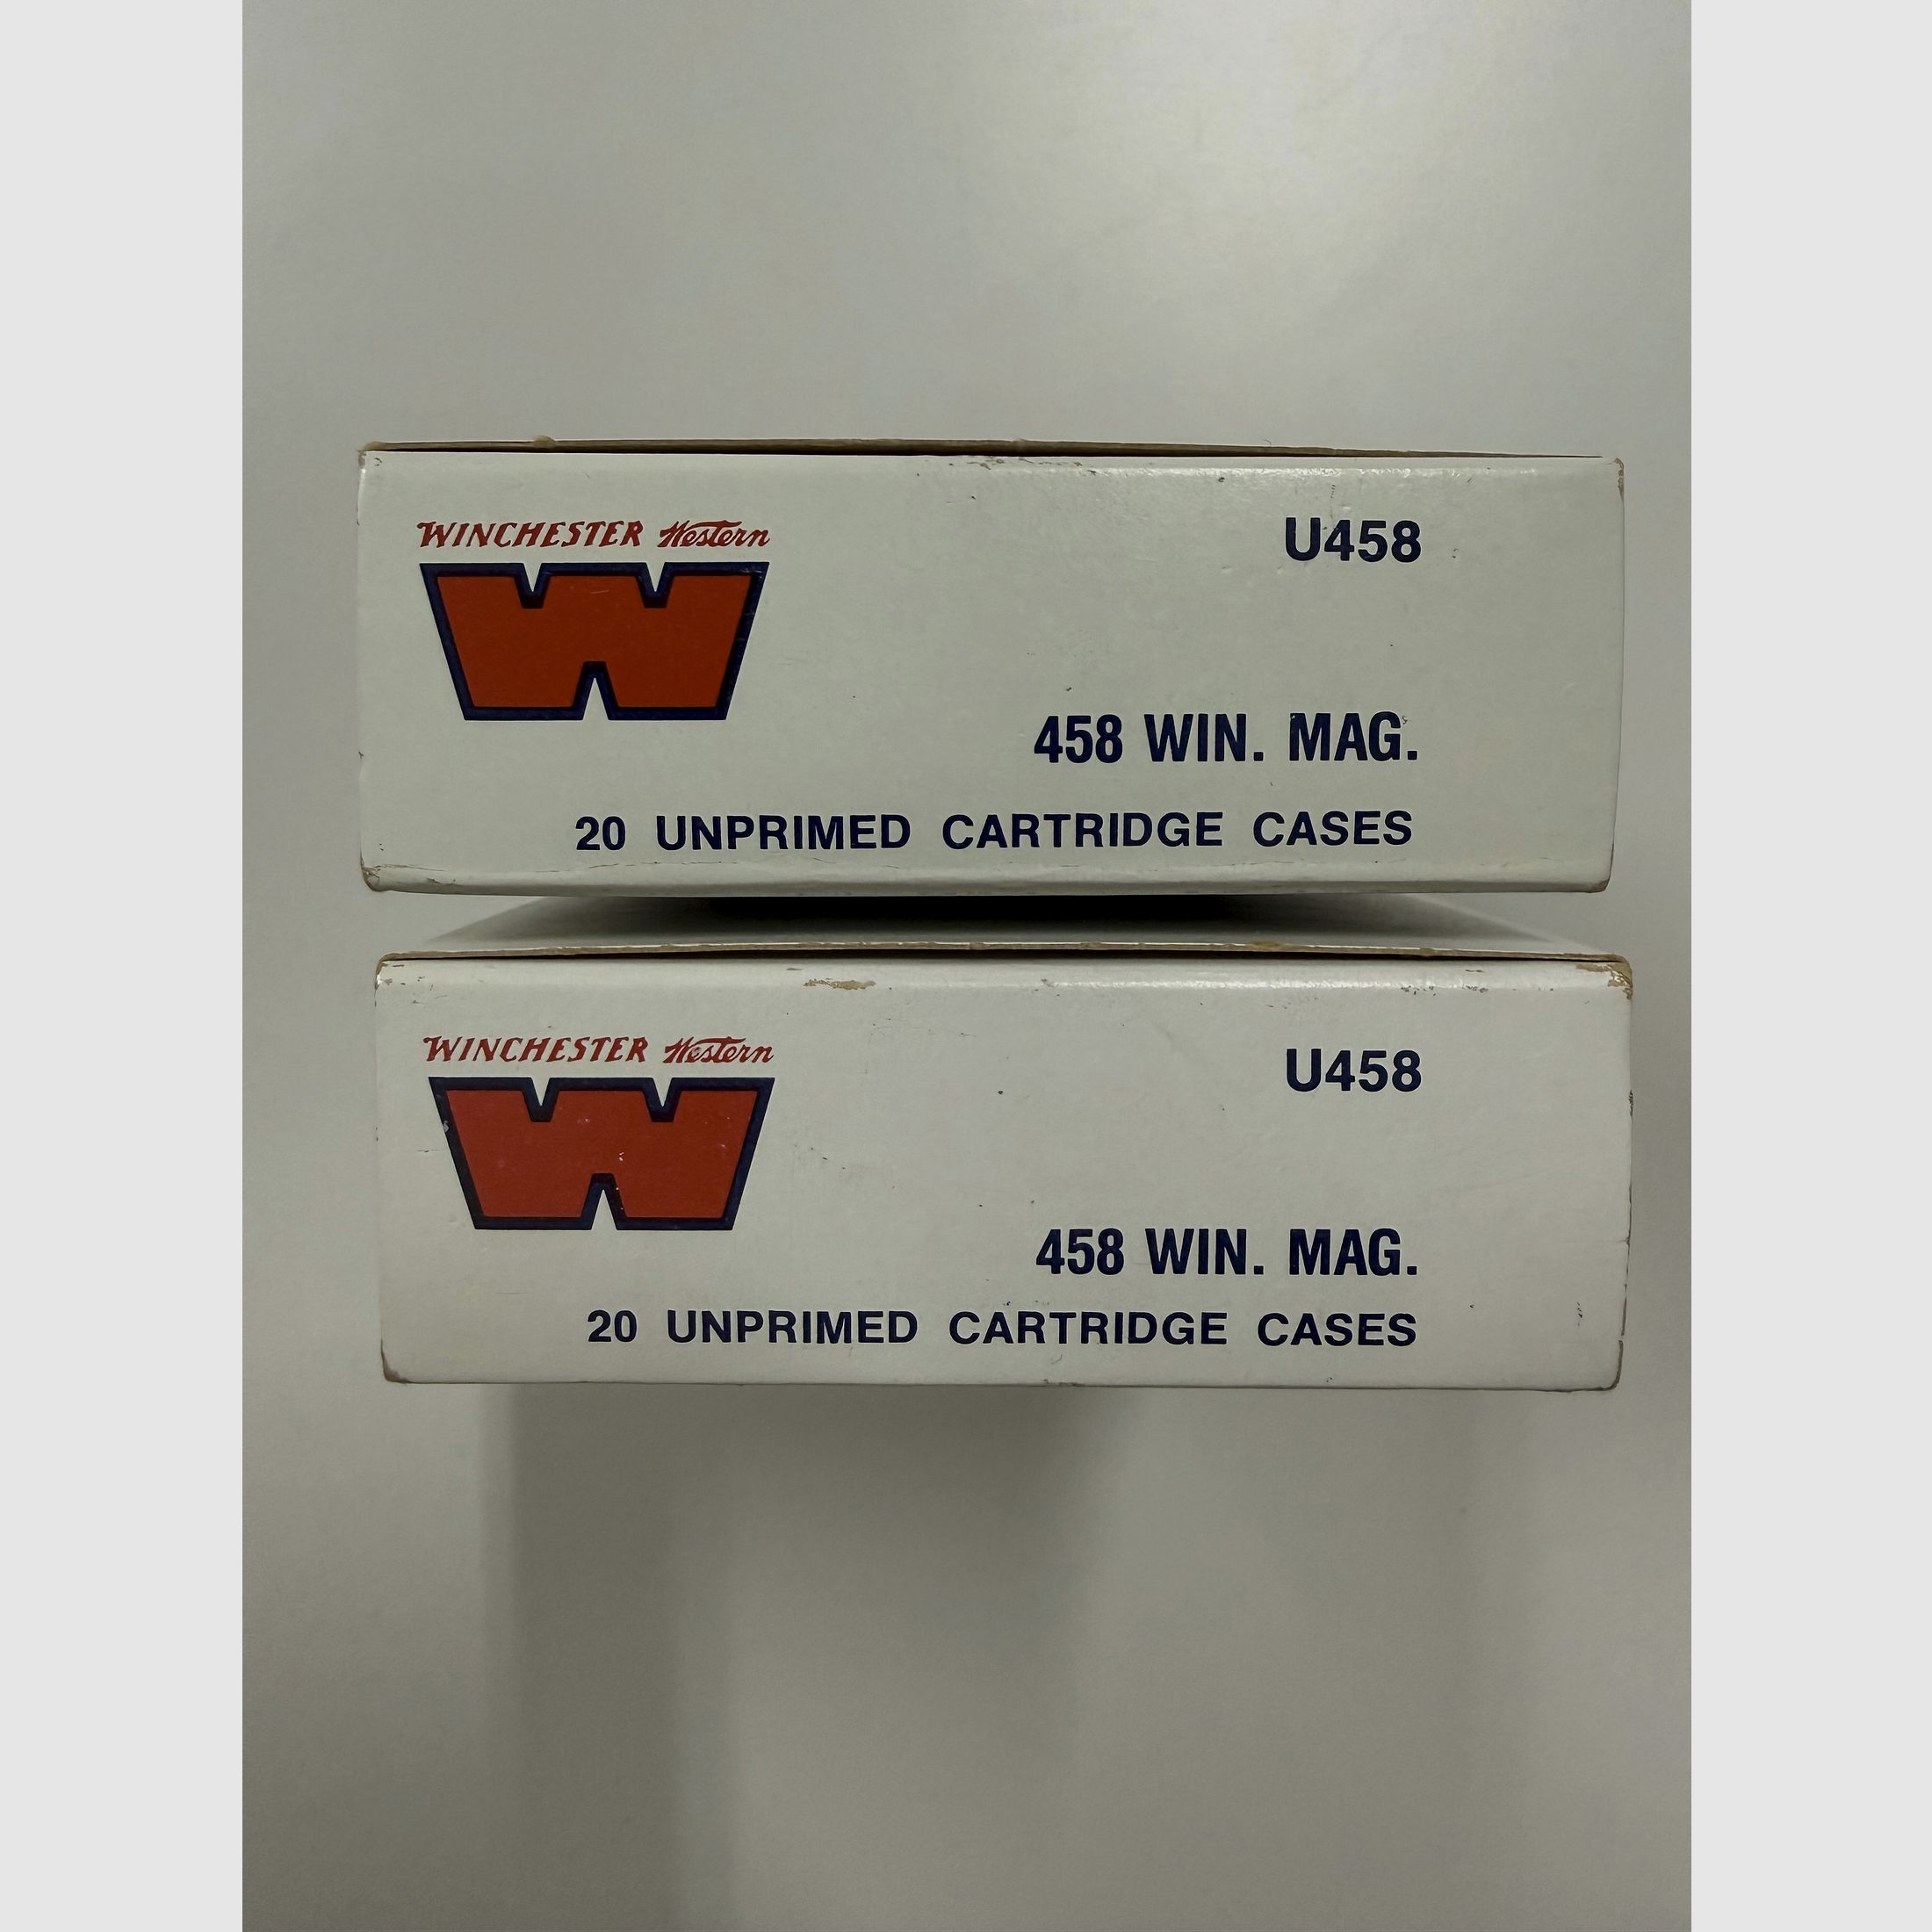 WINCHESTER Western
W
U458
458 WIN. MAG.
20 UNPRIMED CARTRIDGE CASES
WINCHESTER Western
W
U458
458 WIN. MAG.
20 UNPRIMED CARTRIDGE CASES